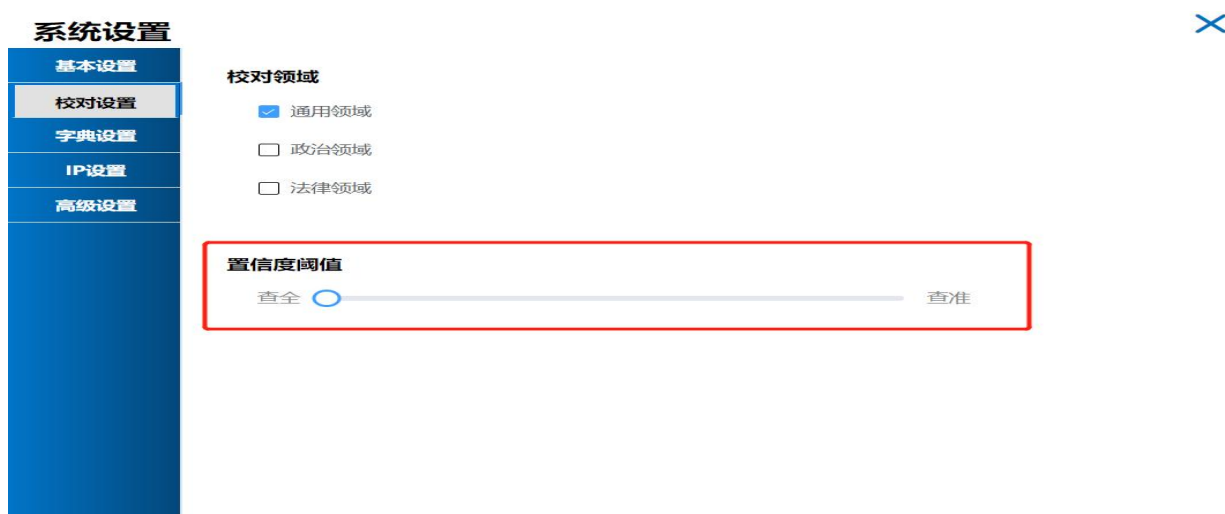 系统设置
基本设置
校对设置
字典设置
IP设置
高级设置
校对领域
通用领域
政治领域
法律领域
置信度阈值
查全 查准